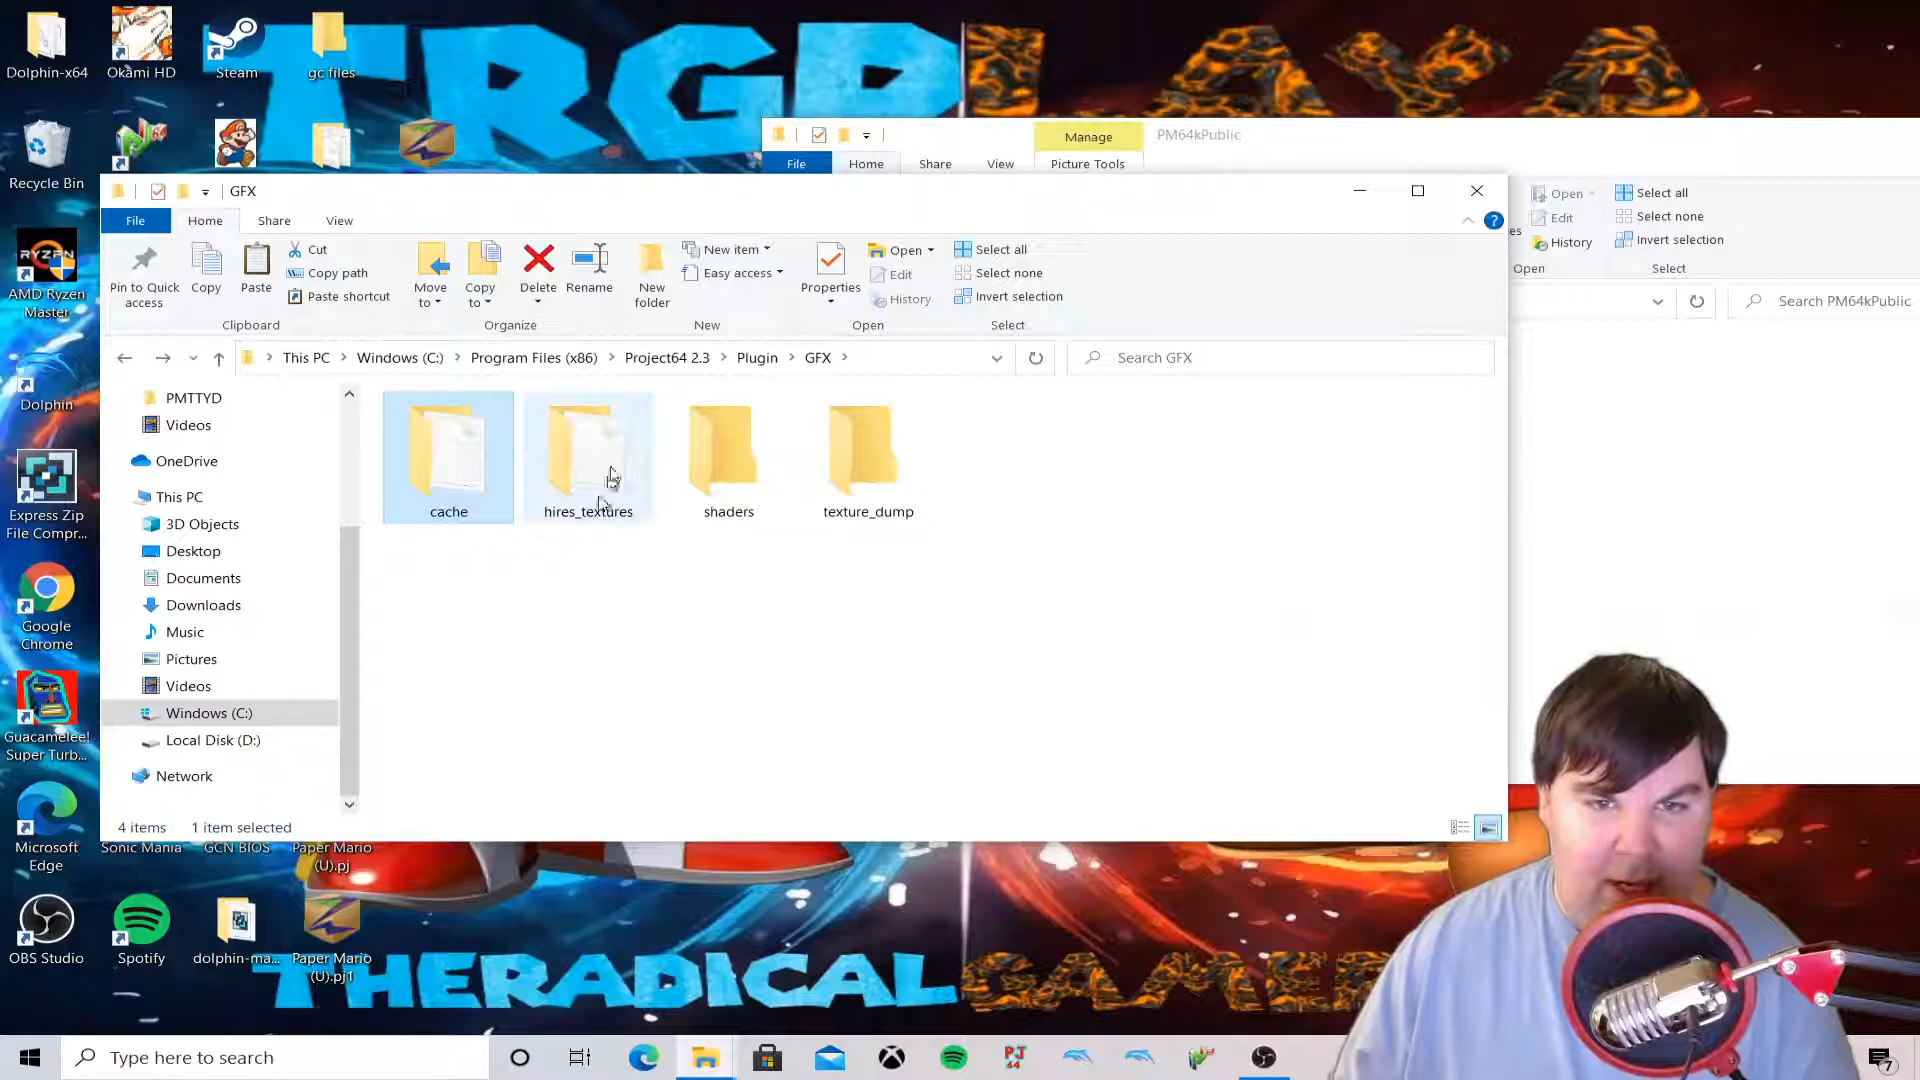 TRGPLAYA
Dolphin-x64
Okami HD
Steam
gc files
Recycle Bin
AMD Ryzen
Master
RYZEN
Dolphin
Express Zip
File Compr...
Google
Chrome
Guacamelee!
Super Turb...
Microsoft
Edge
Sonic Mania
GCN BIOS
Paper Mario
(U).pj
OBS Studio
Spotify
dolphin-ma...
Paper Mario
(U).pj1
Manage
PM64kPublic
File
Home
Share
View
Picture Tools
Open
Select all
Edit
Select none
es
History
Invert selection
Open
Select
Search PM64kPublic
GFX
File
Home
Share
View
Pin to Quick
access
Copy
Paste
Cut
Copy path
Paste shortcut
Clipboard
Move
to
Copy
to
Delete
Rename
Organize
New
folder
New item
Easy access
New
Properties
Open
Edit
History
Open
Select all
Select none
Invert selection
Select
This PC
Windows (C:)
Program Files (x86)
Project64 2.3
Plugin
GFX
Search GFX
PMTTYD
Videos
OneDrive
This PC
3D Objects
Desktop
Documents
Downloads
Music
Pictures
Videos
Windows (C:)
Local Disk (D:)
Network
cache
hires_textures
shaders
texture_dump
4 items
1 item selected
THERADICALGAMER
Type here to search
PJ
64
7